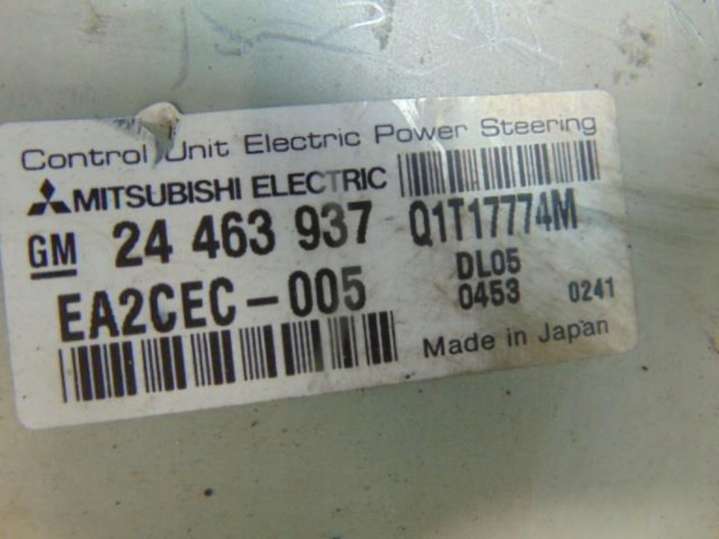 Control Unit Electric Power Steering
MITSUBISHI ELECTRIC
GM 24 463 937 Q1T17774M
EA2CEC-005 DL05
0453 0241
Made in Japan